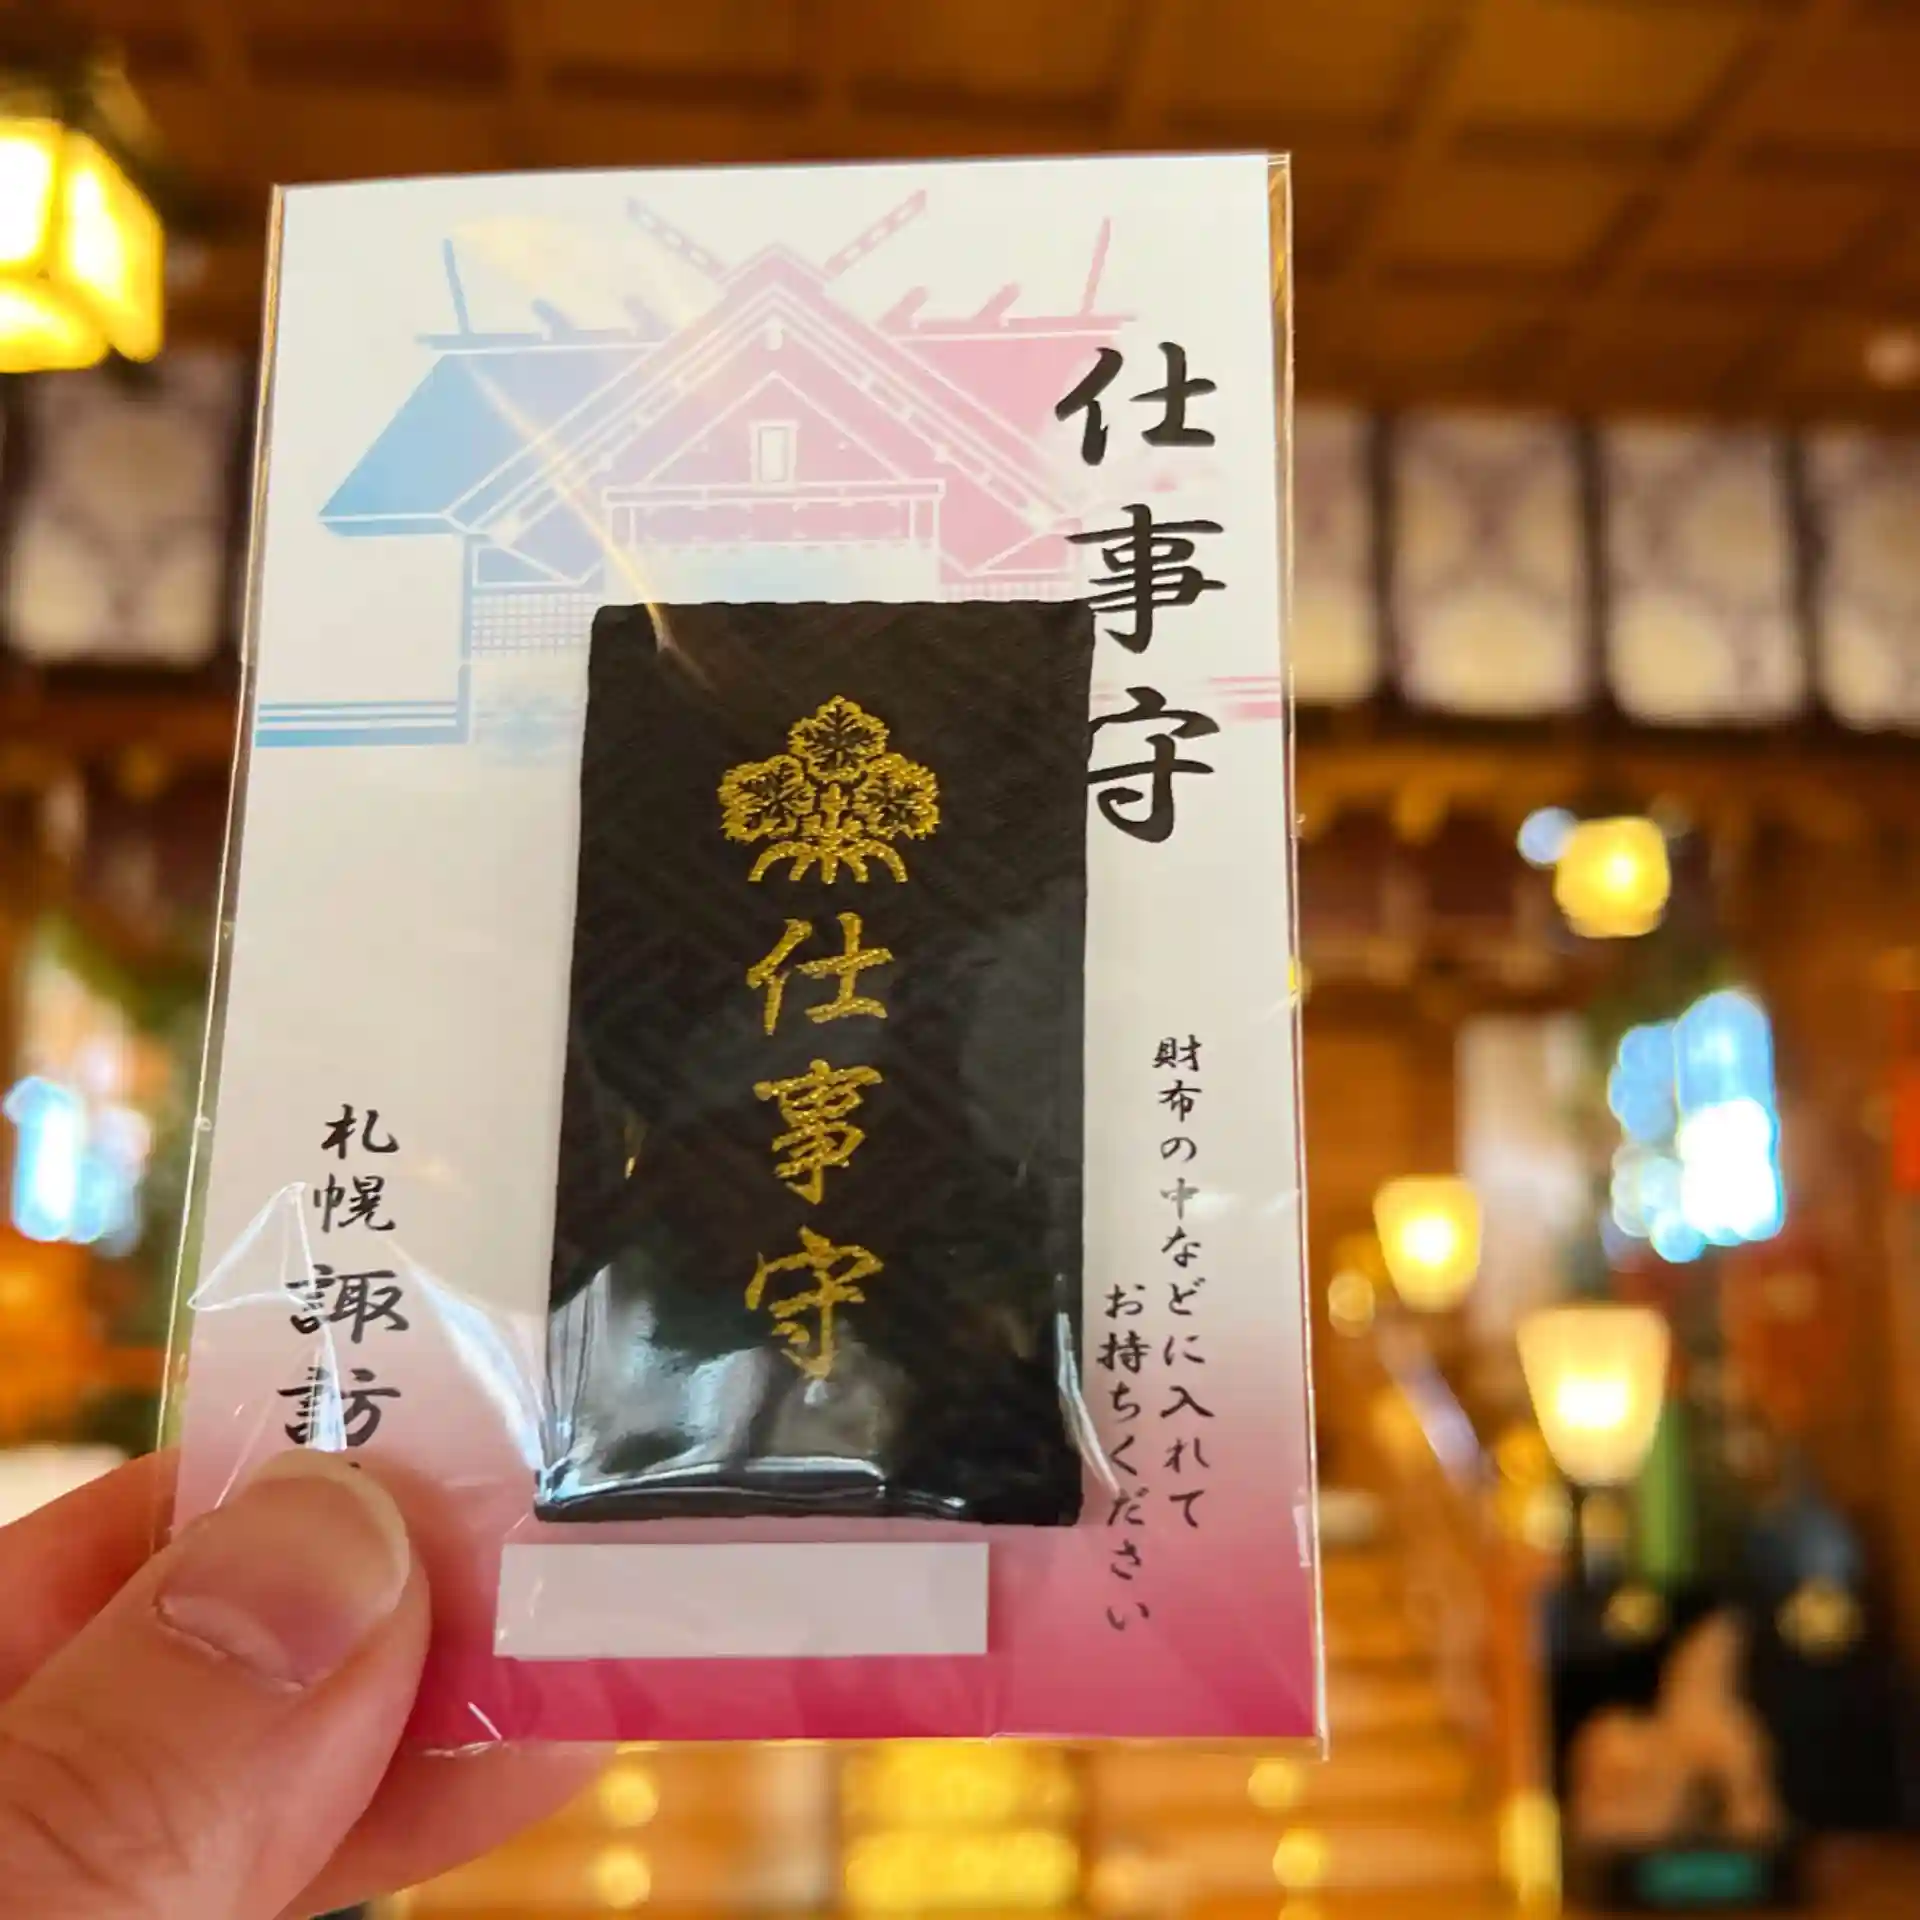 仕事守
財布の中などに入れて
お持ちください
仕事守
札幌諏訪